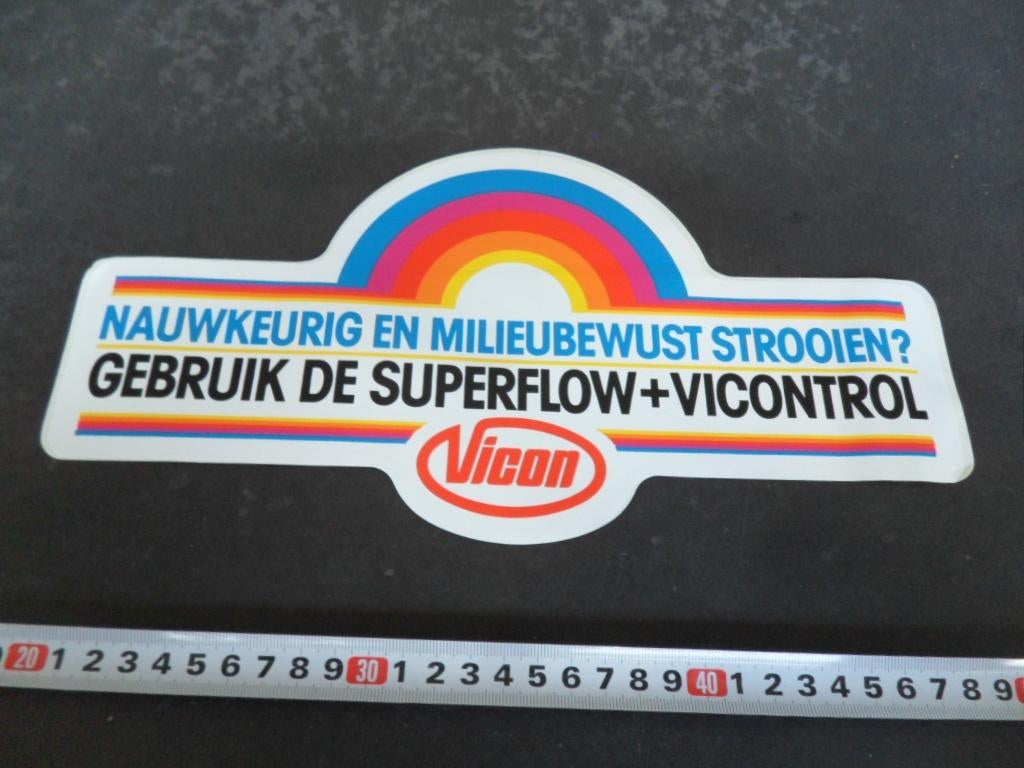 NAUWKEURIG EN MILIEUBEWUST STROOIEN?
GEBRUIK DE SUPERFLOW+VICONTROL
Vicon
20 1 2 3 4 5 6 7 8 9 30 1 2 3 4 5 6 7 8 9 40 1 2 3 4 5 6 7 8 9